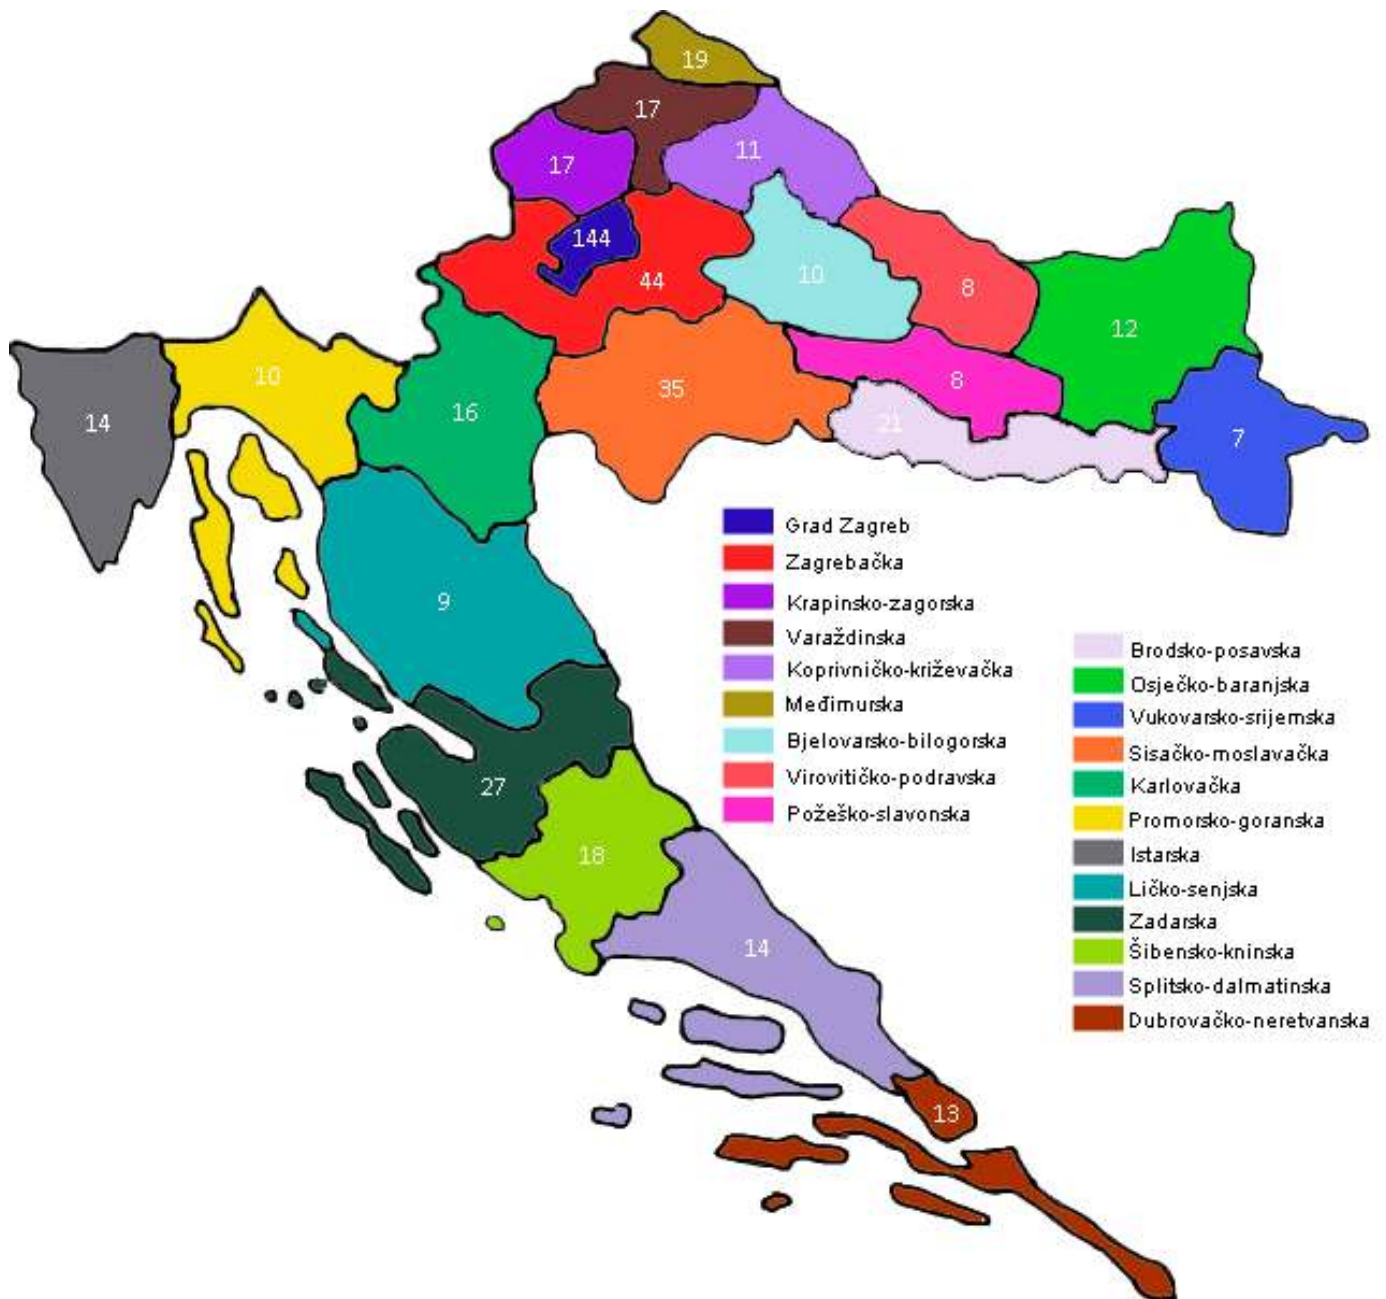 19
17
11
17
144
44
10
8
12
10
14
16
35
8
21
7
9
27
18
14
13
Grad Zagreb
Zagrebačka
Krapinsko-zagorska
Varaždinska
Koprivničko-križevačka
Međimurska
Bjelovarsko-bilogorska
Virovitičko-podravska
Požeško-slavonska
Brodsko-posavska
Osječko-baranjska
Vukovarsko-srijemska
Sisačko-moslavačka
Karlovačka
Promorsko-goranska
Istarska
Ličko-senjska
Zadarska
Šibensko-kninska
Splitsko-dalmatinska
Dubrovačko-neretvanska